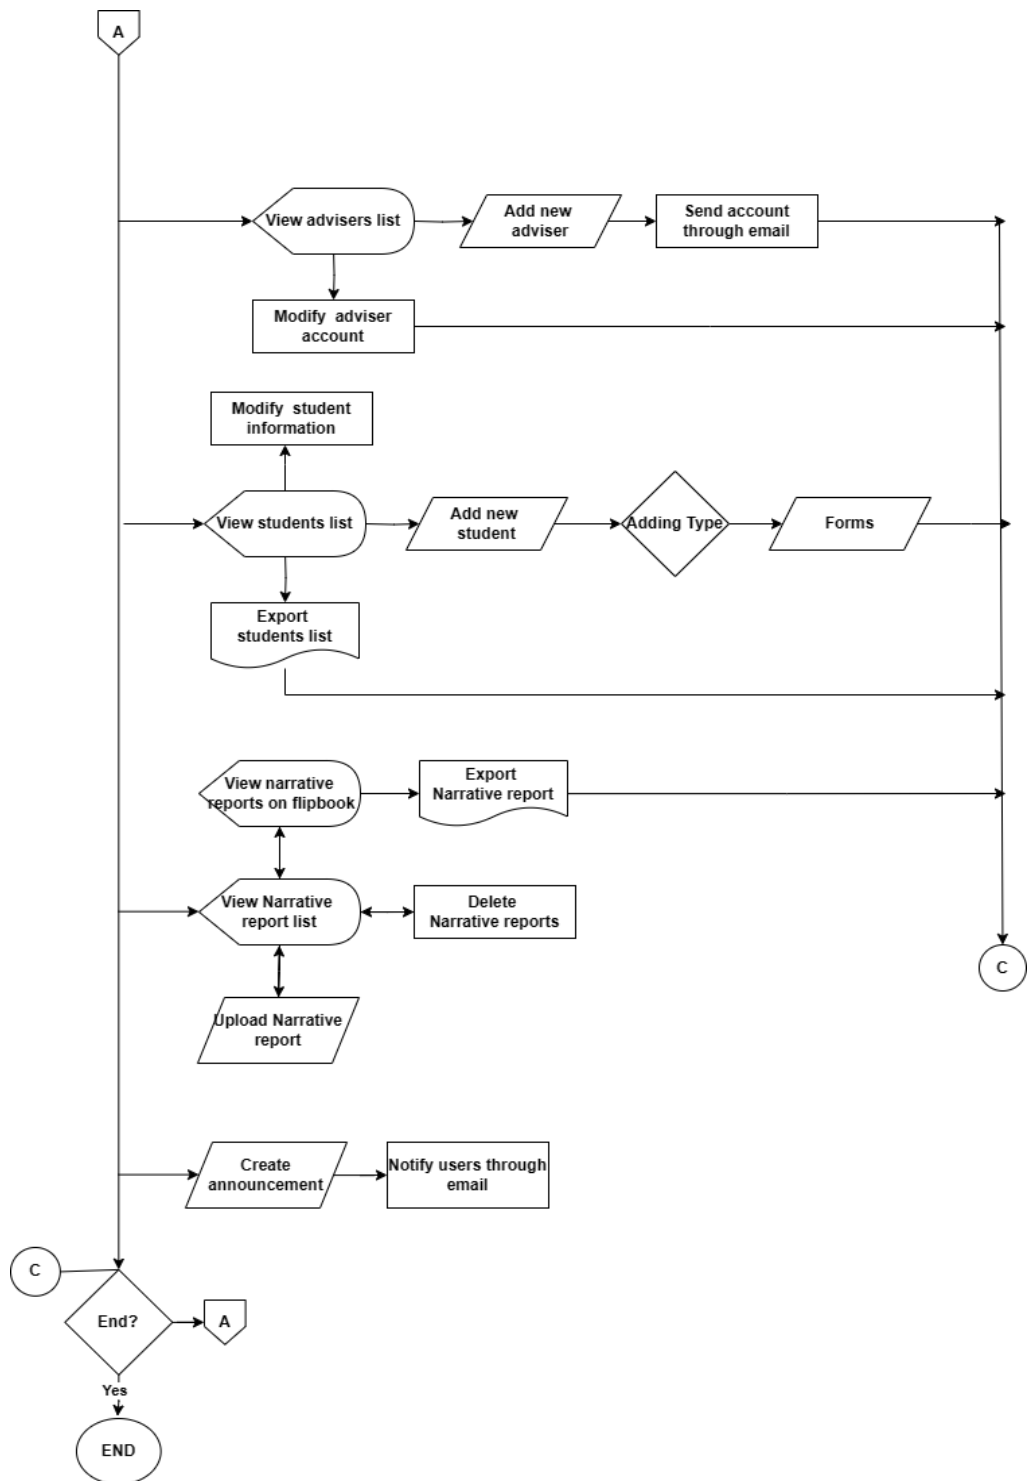 A
View advisers list
Add new
adviser
Send account
through email
Modify adviser
account
Modify student
information
View students list
Add new
student
Adding Type
Forms
Export
students list
View narrative
reports on flipbook
Export
Narrative report
View Narrative
report list
Delete
Narrative reports
C
Upload Narrative
report
Create
announcement
Notify users through
email
C
End?
A
Yes
END